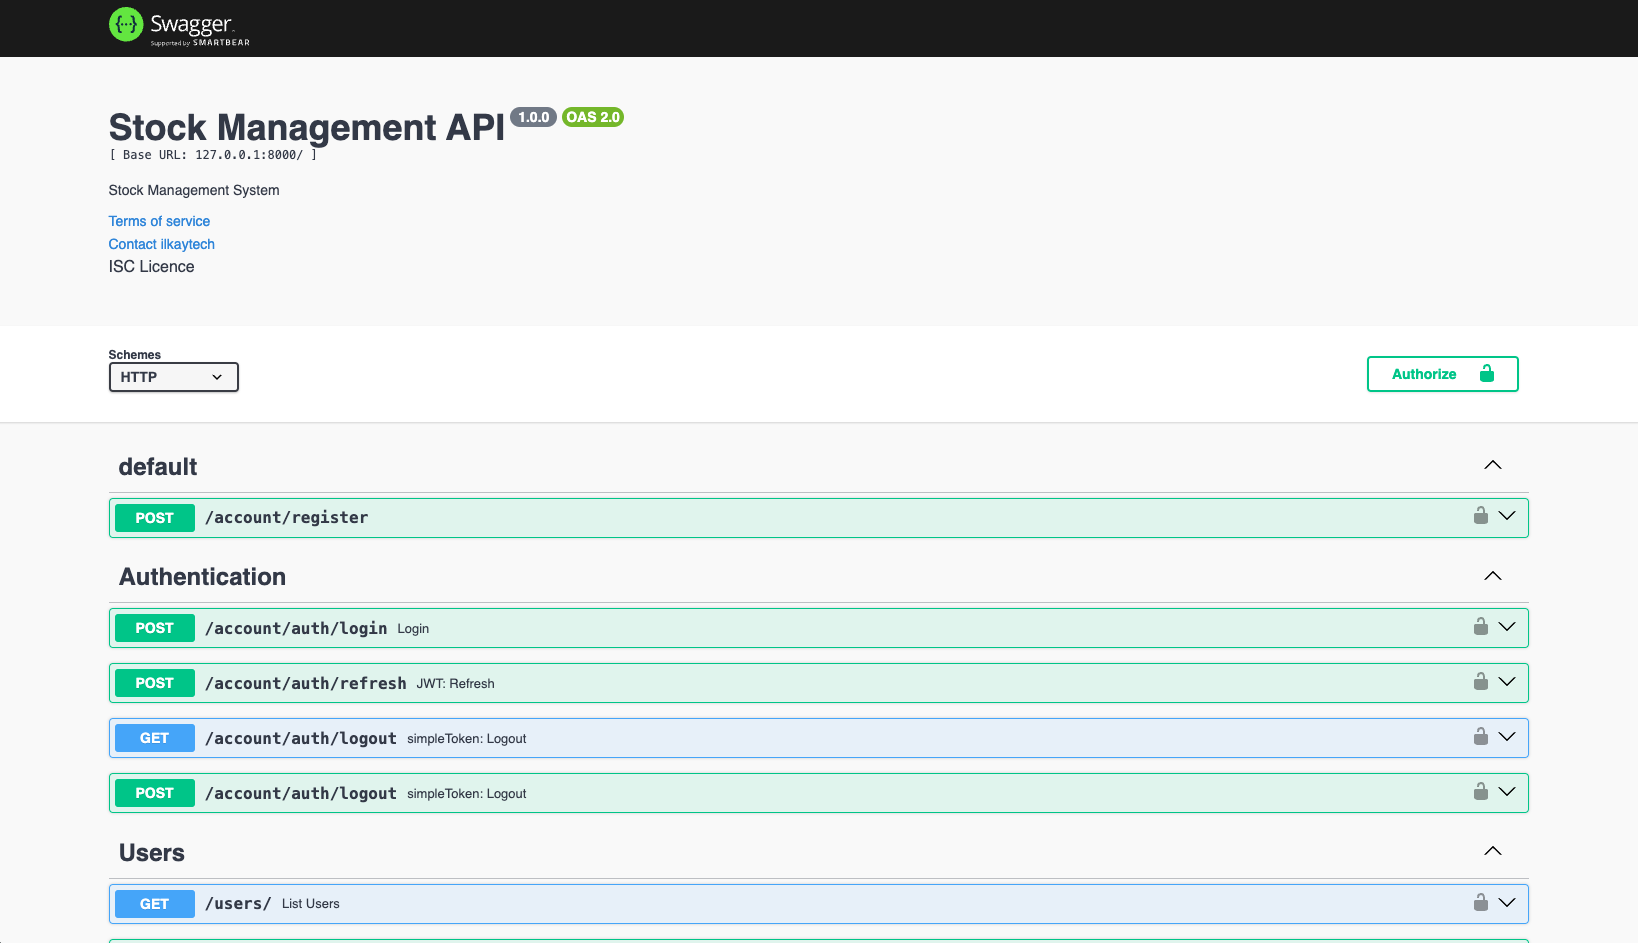 Swagger
Supported by SMARTBEAR
Stock Management API 1.0.0 OAS 2.0
[ Base URL: 127.0.0.1:8000/ ]
Stock Management System
Terms of service
Contact ilkaytech
ISC Licence
Schemes
HTTP
Authorize
default
POST /account/register
Authentication
POST /account/auth/login Login
POST /account/auth/refresh JWT: Refresh
GET /account/auth/logout simpleToken: Logout
POST /account/auth/logout simpleToken: Logout
Users
GET /users/ List Users